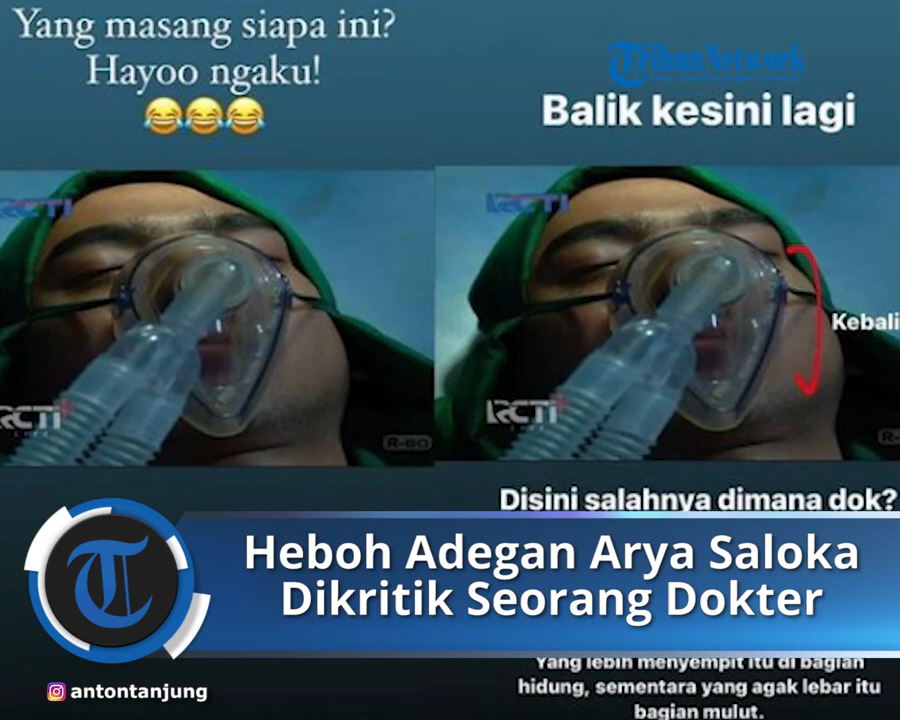 Yang masang siapa ini?
Hayoo ngaku!
😂😂😂
TribunNetwork
Balik kesini lagi
RCTI
RCTI
Kebali
RCTI
RCTI
R-BO
R-
Disini salahnya dimana dok?
Heboh Adegan Arya Saloka
Dikritik Seorang Dokter
T
antontanjung
Yang lebih menyempit itu di bagian
hidung, sementara yang agak lebar itu
bagian mulut.